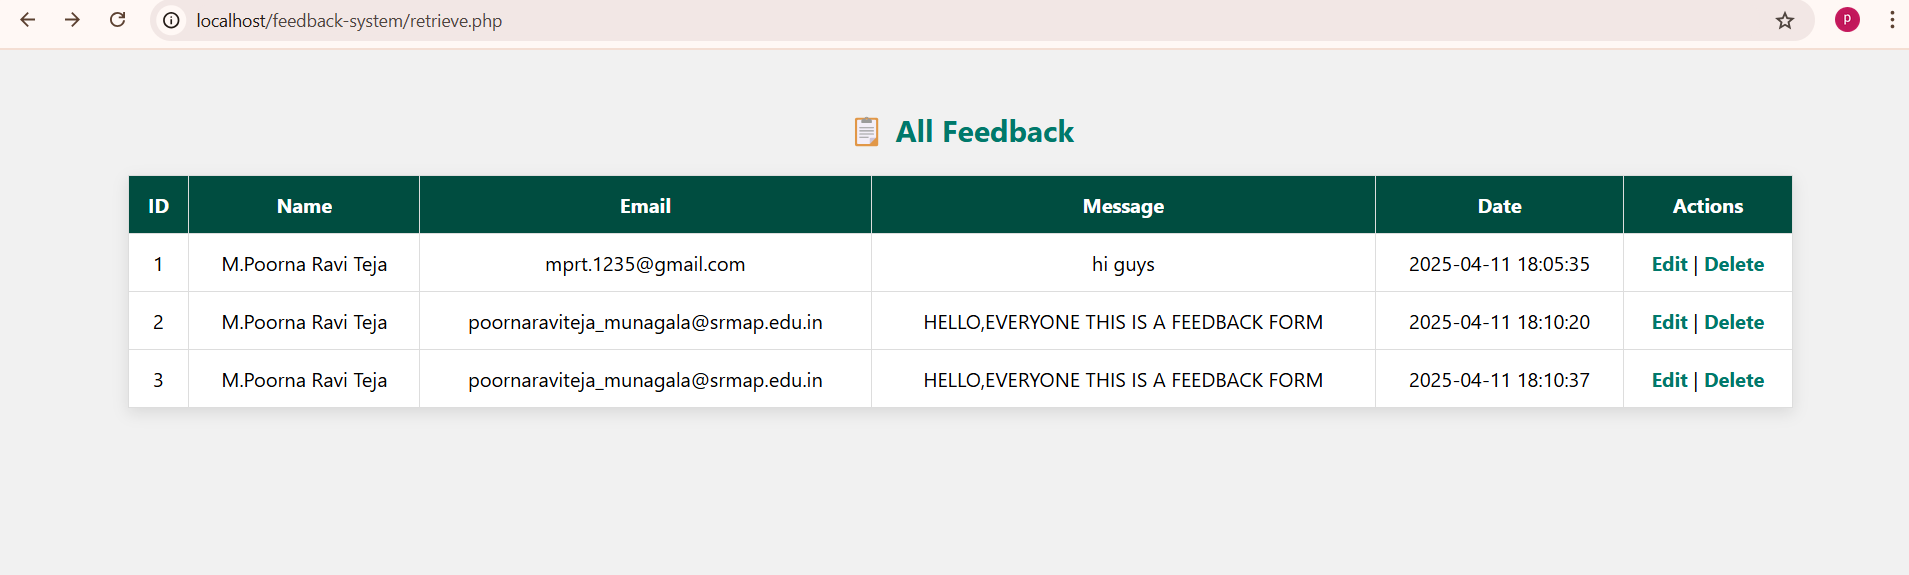 localhost/feedback-system/retrieve.php
p
All Feedback
ID Name Email Message Date Actions
1 M.Poorna Ravi Teja mprt.1235@gmail.com hi guys 2025-04-11 18:05:35 Edit | Delete
2 M.Poorna Ravi Teja poornaraviteja_munagala@srmap.edu.in HELLO,EVERYONE THIS IS A FEEDBACK FORM 2025-04-11 18:10:20 Edit | Delete
3 M.Poorna Ravi Teja poornaraviteja_munagala@srmap.edu.in HELLO,EVERYONE THIS IS A FEEDBACK FORM 2025-04-11 18:10:37 Edit | Delete